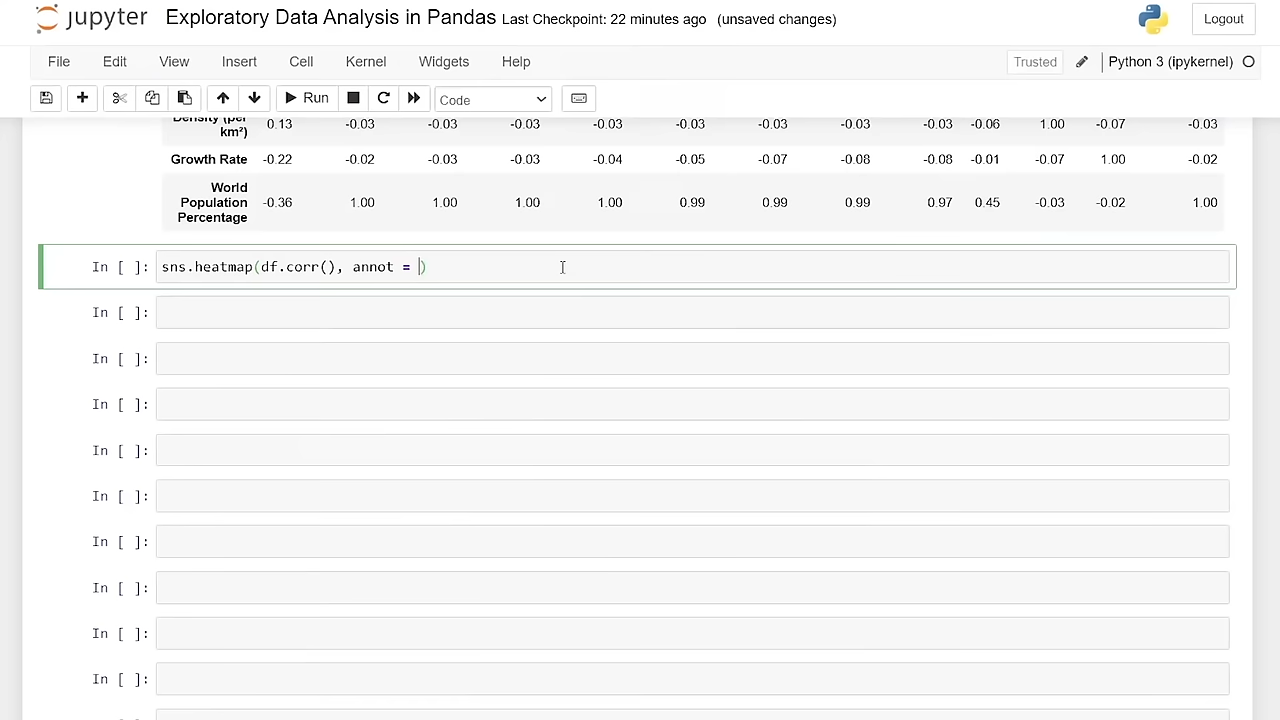 jupyter Exploratory Data Analysis in Pandas Last Checkpoint: 22 minutes ago (unsaved changes) Logout
File Edit View Insert Cell Kernel Widgets Help Trusted Python 3 (ipykernel)
Run Code
Density (per
km²) 0.13 -0.03 -0.03 -0.03 -0.03 -0.03 -0.03 -0.03 -0.03 -0.06 1.00 -0.07 -0.03
Growth Rate -0.22 -0.02 -0.03 -0.03 -0.04 -0.05 -0.07 -0.08 -0.08 -0.01 -0.07 1.00 -0.02
World
Population
Percentage -0.36 1.00 1.00 1.00 1.00 0.99 0.99 0.99 0.97 0.45 -0.03 -0.02 1.00
In [ ]: sns.heatmap(df.corr(), annot = )
In [ ]:
In [ ]:
In [ ]:
In [ ]:
In [ ]:
In [ ]:
In [ ]:
In [ ]:
In [ ]: